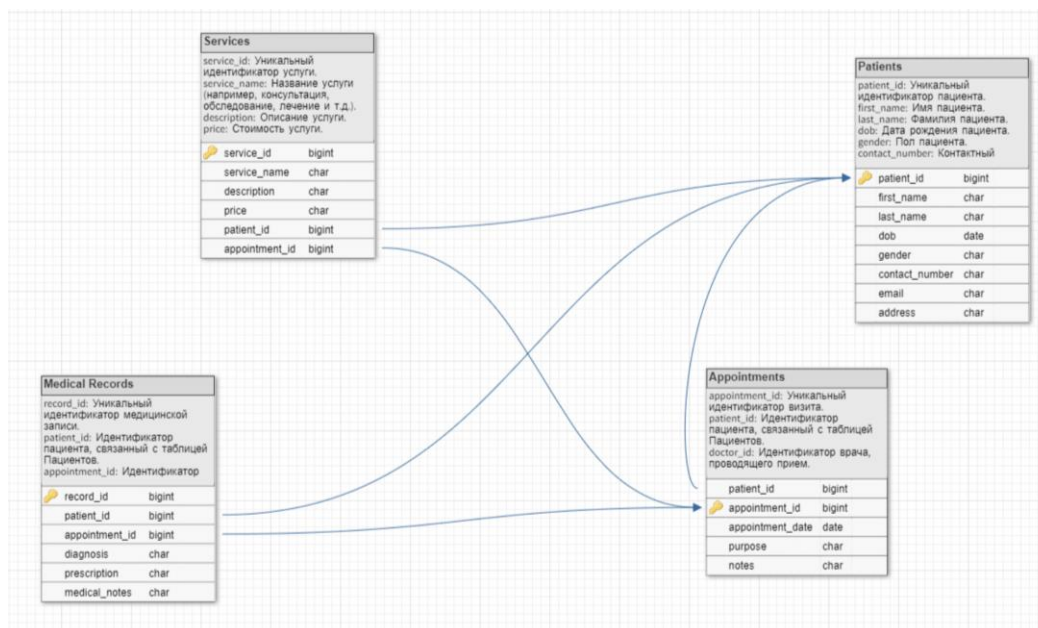 Services
service_id: Уникальный
идентификатор услуги.
service_name: Название услуги
(например, консультация,
обследование, лечение и т.д.).
description: Описание услуги.
price: Стоимость услуги.
service_id bigint
service_name char
description char
price char
patient_id bigint
appointment_id bigint
Patients
patient_id: Уникальный
идентификатор пациента.
first_name: Имя пациента.
last_name: Фамилия пациента.
dob: Дата рождения пациента.
gender: Пол пациента.
contact_number: Контактный
patient_id bigint
first_name char
last_name char
dob date
gender char
contact_number char
email char
address char
Medical Records
record_id: Уникальный
идентификатор медицинской
записи.
patient_id: Идентификатор
пациента, связанный с таблицей
Пациентов.
appointment_id: Идентификатор
record_id bigint
patient_id bigint
appointment_id bigint
diagnosis char
prescription char
medical_notes char
Appointments
appointment_id: Уникальный
идентификатор визита.
patient_id: Идентификатор
пациента, связанный с таблицей
Пациентов.
doctor_id: Идентификатор врача,
проводящего прием.
patient_id bigint
appointment_id bigint
appointment_date date
purpose char
notes char